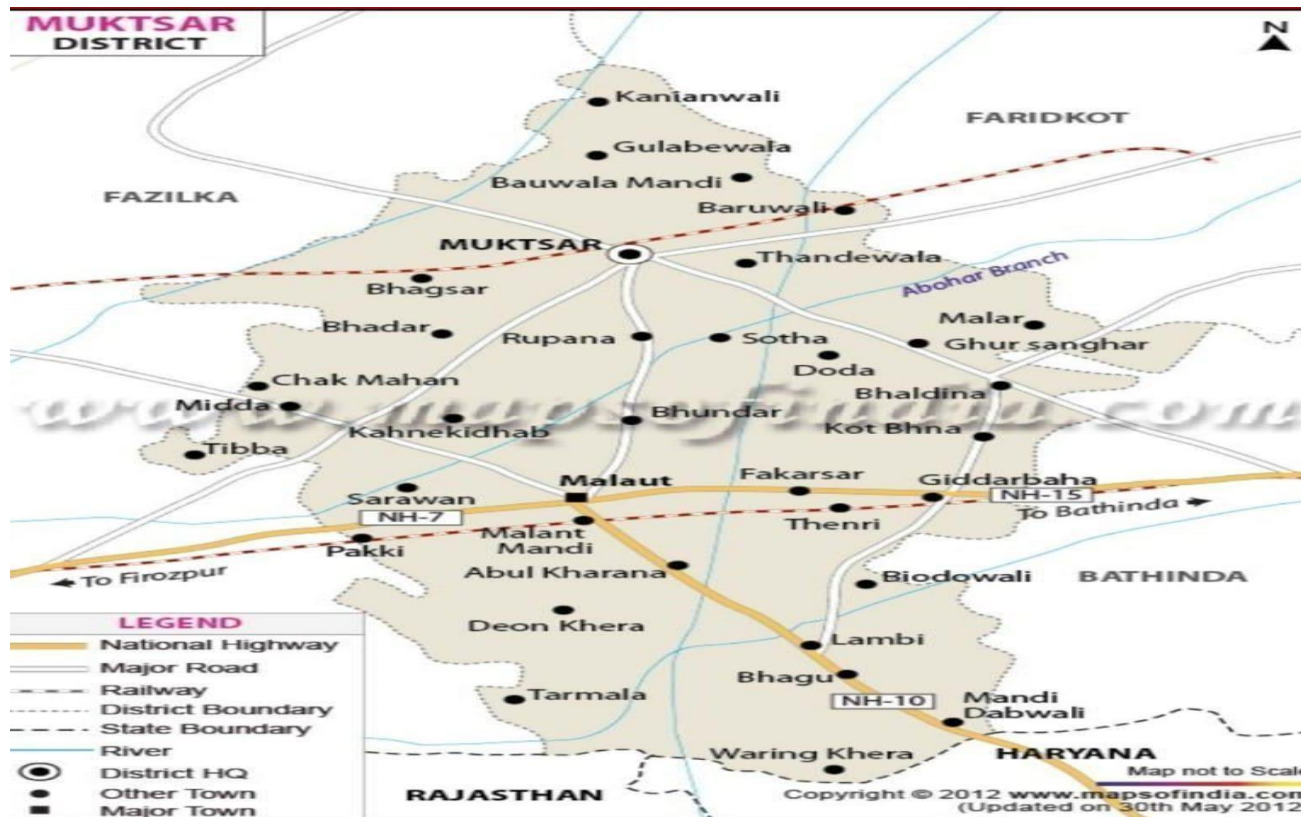 MUKTSAR
DISTRICT
N
Kanianwali
FARIDKOT
Gulabewala
Bauwala Mandi
FAZILKA
Baruwali
MUKTSAR
Thandewala
Abohar Branch
Bhagsar
Malar
Bhadar
Rupana
Sotha
Ghur sanghar
Doda
Chak Mahan
Bhaldina
www.mapsofindia.com
Midda
Bhundar
Kahnekidhab
Kot Bhna
Tibba
Malaut
Fakarsar
Giddarbaha
Sarawan
NH-15
NH-7
Thenri
To Bathinda
Malant
Mandi
Pakki
Abul Kharana
To Firozpur
Biodowali
BATHINDA
Deon Khera
Lambi
Bhagu
Tarmala
NH-10
Mandi
Dabwali
Waring Khera
HARYANA
RAJASTHAN
LEGEND
National Highway
Major Road
Railway
District Boundary
State Boundary
River
District HQ
Other Town
Major Town
Map not to Scale
Copyright © 2012 www.mapsofindia.com
(Updated on 30th May 2012